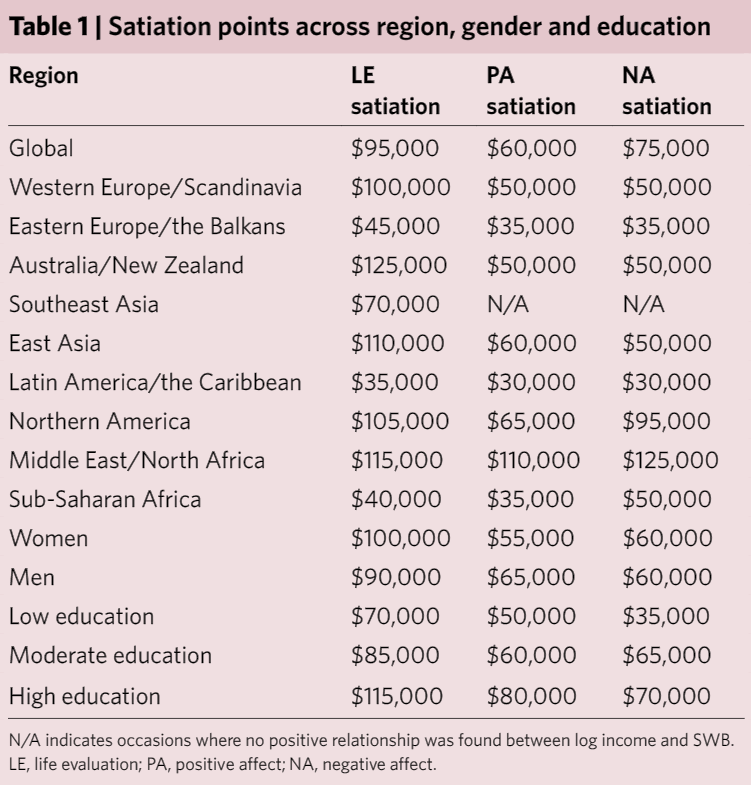 Table 1 | Satiation points across region, gender and education
Region LE satiation PA satiation NA satiation
Global $95,000 $60,000 $75,000
Western Europe/Scandinavia $100,000 $50,000 $50,000
Eastern Europe/the Balkans $45,000 $35,000 $35,000
Australia/New Zealand $125,000 $50,000 $50,000
Southeast Asia $70,000 N/A N/A
East Asia $110,000 $60,000 $50,000
Latin America/the Caribbean $35,000 $30,000 $30,000
Northern America $105,000 $65,000 $95,000
Middle East/North Africa $115,000 $110,000 $125,000
Sub-Saharan Africa $40,000 $35,000 $50,000
Women $100,000 $55,000 $60,000
Men $90,000 $65,000 $60,000
Low education $70,000 $50,000 $35,000
Moderate education $85,000 $60,000 $65,000
High education $115,000 $80,000 $70,000
N/A indicates occasions where no positive relationship was found between log income and SWB.
LE, life evaluation; PA, positive affect; NA, negative affect.